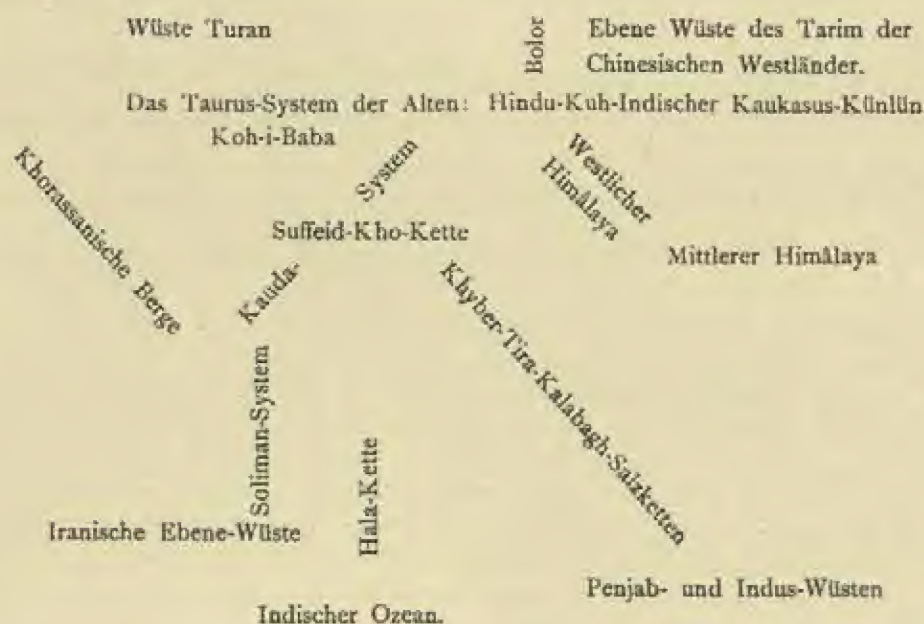 Wüste Turan
Bolor
Ebene Wüste des Tarim der
Chinesischen Westländer.
Das Taurus-System der Alten: Hindu-Kuh-Indischer Kaukasus-Künlün
Koh-i-Baba
Khorassanische Berge
System
Westlicher
Himâlaya
Suffeid-Kho-Kette
Mittlerer Himâlaya
Kauda-
Khyber-Tira-Kalabagh-Salzketten
Soliman-System
Hala-Kette
Iranische Ebene-Wüste
Penjab- und Indus-Wüsten
Indischer Ozean.